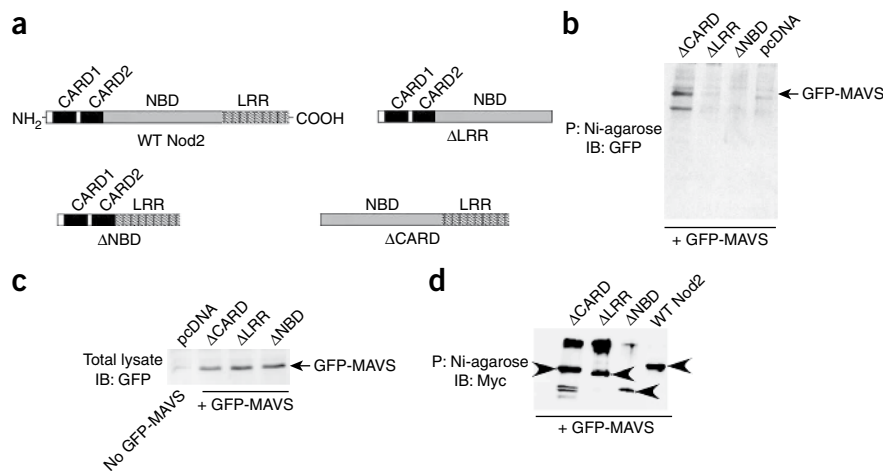 a
CARD1
CARD2
NBD
LRR
NH2
COOH
WT Nod2
CARD1
CARD2
NBD
ΔLRR
CARD1
CARD2
LRR
ΔNBD
NBD
LRR
ΔCARD
b
ΔCARD
ΔLRR
ΔNBD
pcDNA
GFP-MAVS
P: Ni-agarose
IB: GFP
+ GFP-MAVS
c
pcDNA
ΔCARD
ΔLRR
ΔNBD
Total lysate
IB: GFP
GFP-MAVS
No GFP-MAVS
+ GFP-MAVS
d
ΔCARD
ΔLRR
ΔNBD
WT Nod2
P: Ni-agarose
IB: Myc
+ GFP-MAVS